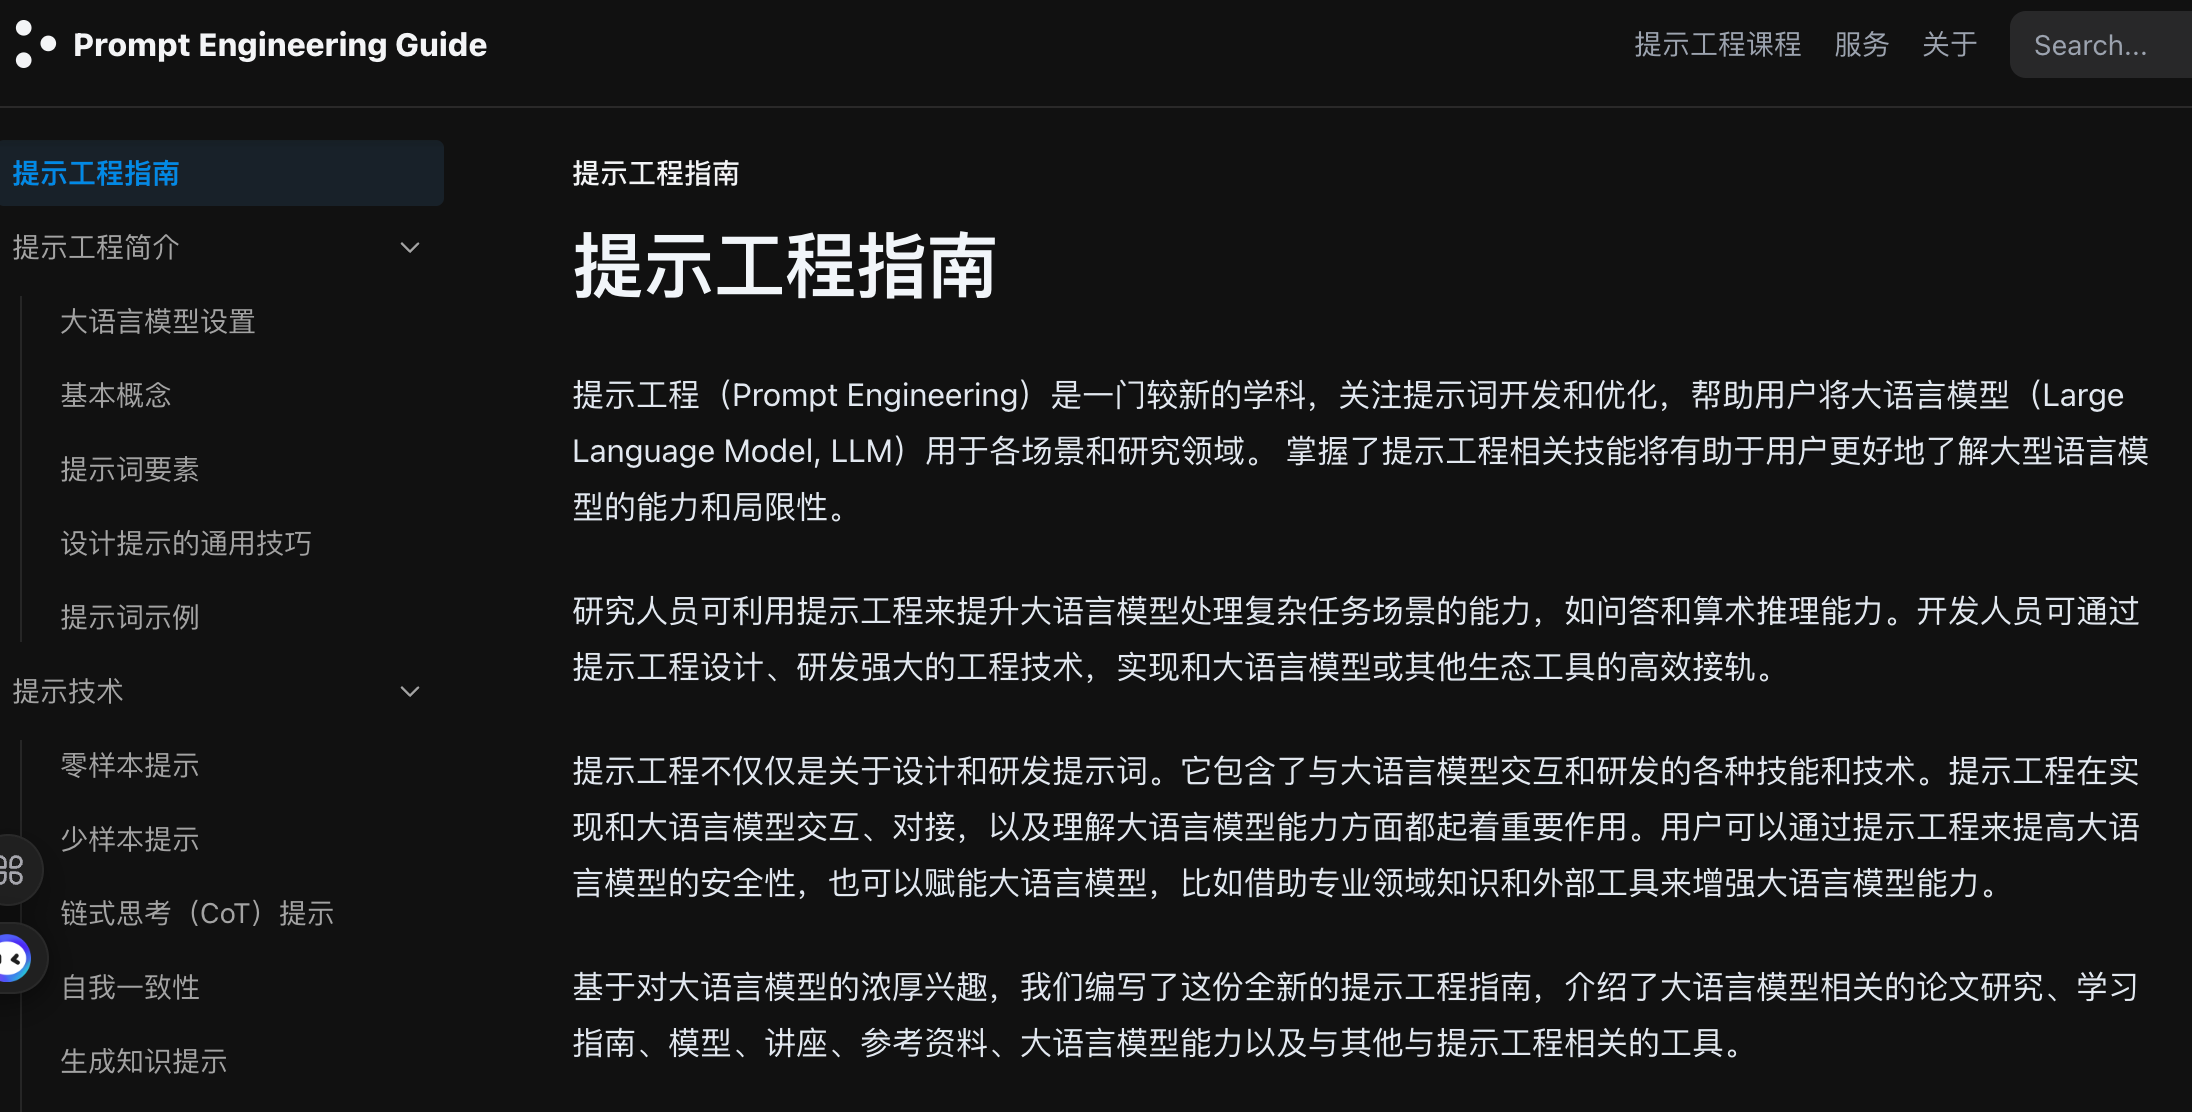 Prompt Engineering Guide
提示工程课程
服务
关于
Search...
提示工程指南
提示工程简介
大语言模型设置
基本概念
提示词要素
设计提示的通用技巧
提示词示例
提示技术
零样本提示
少样本提示
链式思考（CoT）提示
自我一致性
生成知识提示
提示工程指南
提示工程指南
提示工程（Prompt Engineering）是一门较新的学科，关注提示词开发和优化，帮助用户将大语言模型（Large
Language Model, LLM）用于各场景和研究领域。 掌握了提示工程相关技能将有助于用户更好地了解大型语言模
型的能力和局限性。
研究人员可利用提示工程来提升大语言模型处理复杂任务场景的能力，如问答和算术推理能力。开发人员可通过
提示工程设计、研发强大的工程技术，实现和大语言模型或其他生态工具的高效接轨。
提示工程不仅仅是关于设计和研发提示词。它包含了与大语言模型交互和研发的各种技能和技术。提示工程在实
现和大语言模型交互、对接，以及理解大语言模型能力方面都起着重要作用。用户可以通过提示工程来提高大语
言模型的安全性，也可以赋能大语言模型，比如借助专业领域知识和外部工具来增强大语言模型能力。
基于对大语言模型的浓厚兴趣，我们编写了这份全新的提示工程指南，介绍了大语言模型相关的论文研究、学习
指南、模型、讲座、参考资料、大语言模型能力以及与其他与提示工程相关的工具。